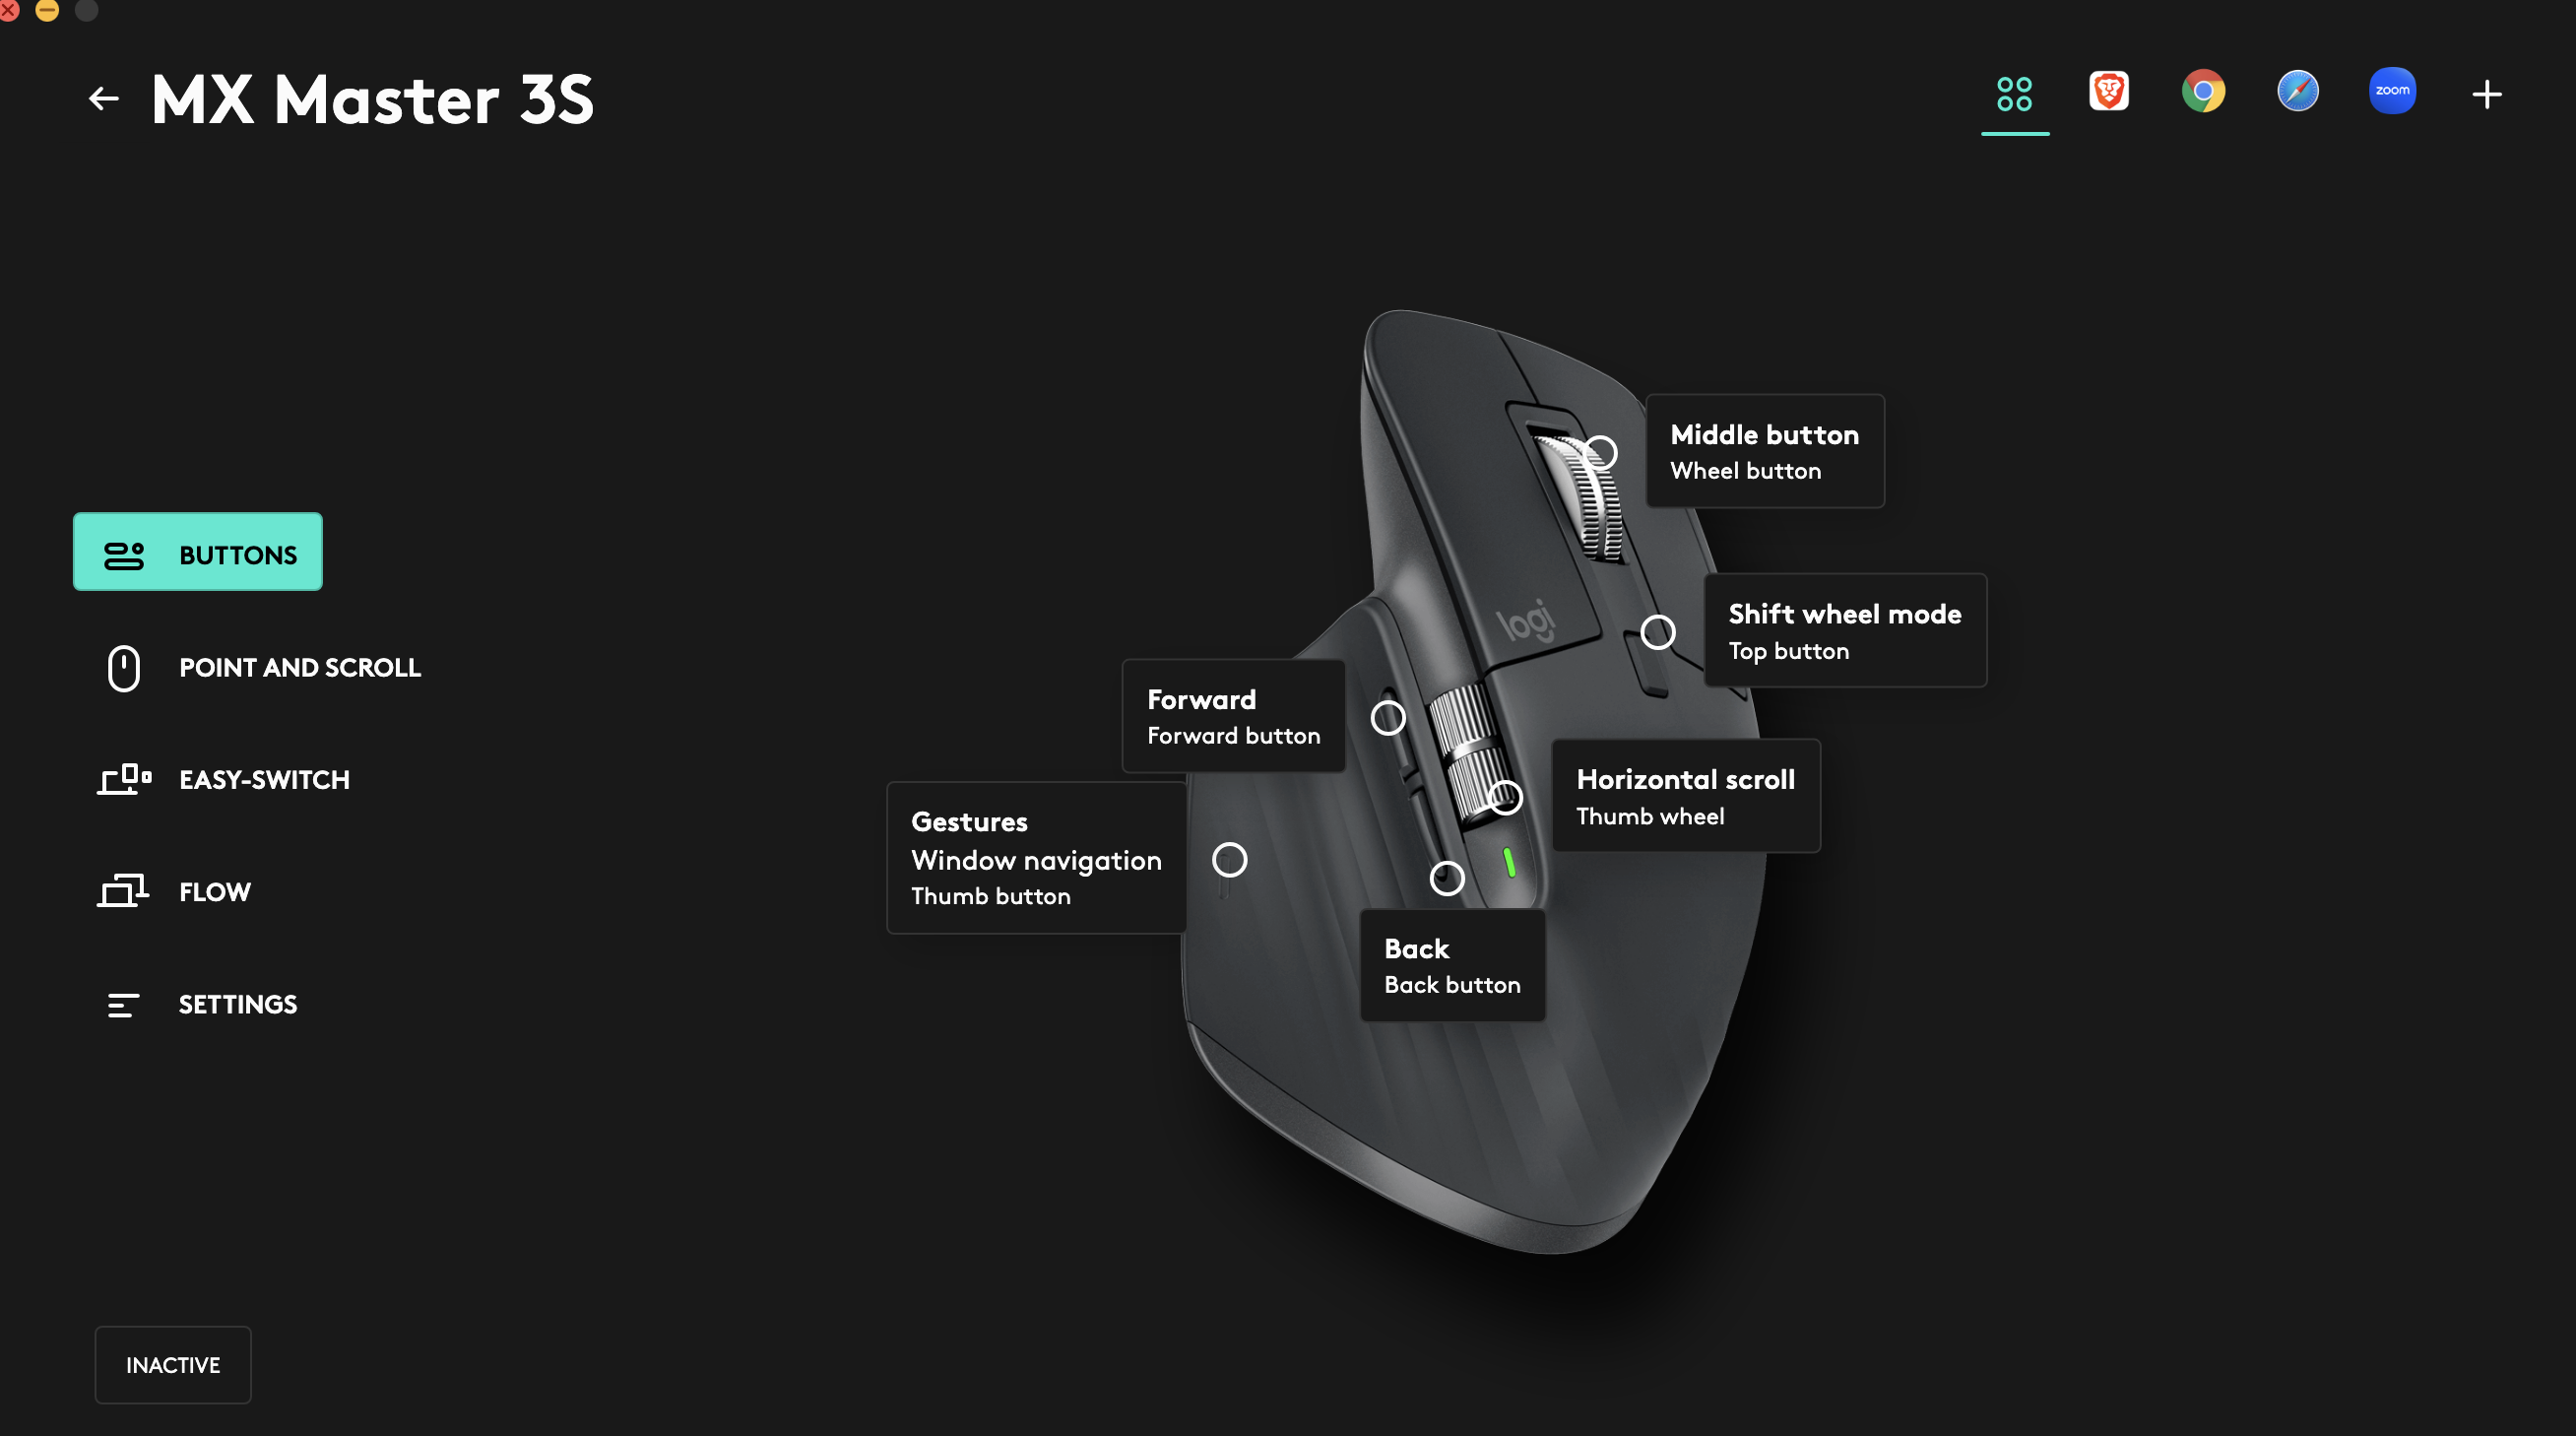 MX Master 3S
zoom
Middle button
Wheel button
logi
Shift wheel mode
Top button
Forward
Forward button
Horizontal scroll
Thumb wheel
Gestures
Window navigation
Thumb button
Back
Back button
BUTTONS
POINT AND SCROLL
EASY-SWITCH
FLOW
SETTINGS
INACTIVE